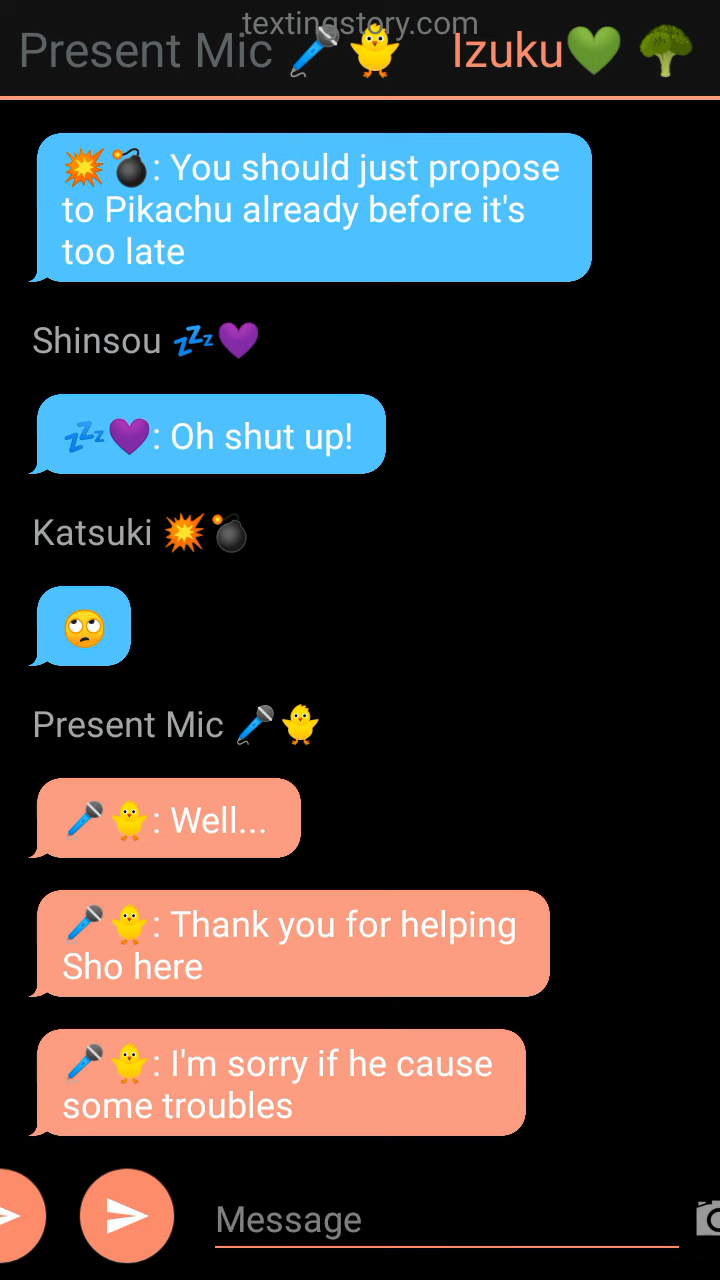 textingstory.com
Present Mic 🎤🐥 Izuku💚 🥦
💥💣: You should just propose
to Pikachu already before it's
too late
Shinsou 💤💜
💤💜: Oh shut up!
Katsuki 💥💣
🙄
Present Mic 🎤🐥
🎤🐥: Well...
🎤🐥: Thank you for helping
Sho here
🎤🐥: I'm sorry if he cause
some troubles
Message